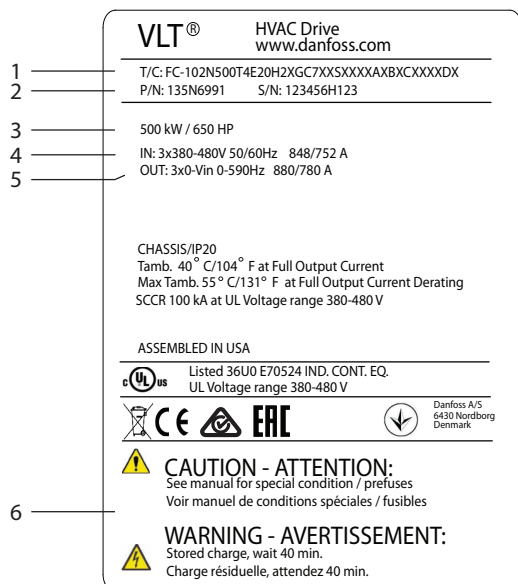 VLT® HVAC Drive
www.danfoss.com
1 T/C: FC-102N500T4E20H2XGC7XXSXXXXAXBXCXXXXDX
2 P/N: 135N6991 S/N: 123456H123
3 500 kW / 650 HP
4 IN: 3x380-480V 50/60Hz 848/752 A
5 OUT: 3x0-Vin 0-590Hz 880/780 A
CHASSIS/IP20
Tamb. 40° C/104° F at Full Output Current
Max Tamb. 55° C/131° F at Full Output Current Derating
SCCR 100 kA at UL Voltage range 380-480 V
ASSEMBLED IN USA
c UL us Listed 36U0 E70524 IND. CONT. EQ.
UL Voltage range 380-480 V
CE EAC Danfoss A/S
6430 Nordborg
Denmark
CAUTION - ATTENTION:
See manual for special condition / prefuses
Voir manuel de conditions spéciales / fusibles
6
WARNING - AVERTISSEMENT:
Stored charge, wait 40 min.
Charge résiduelle, attendez 40 min.